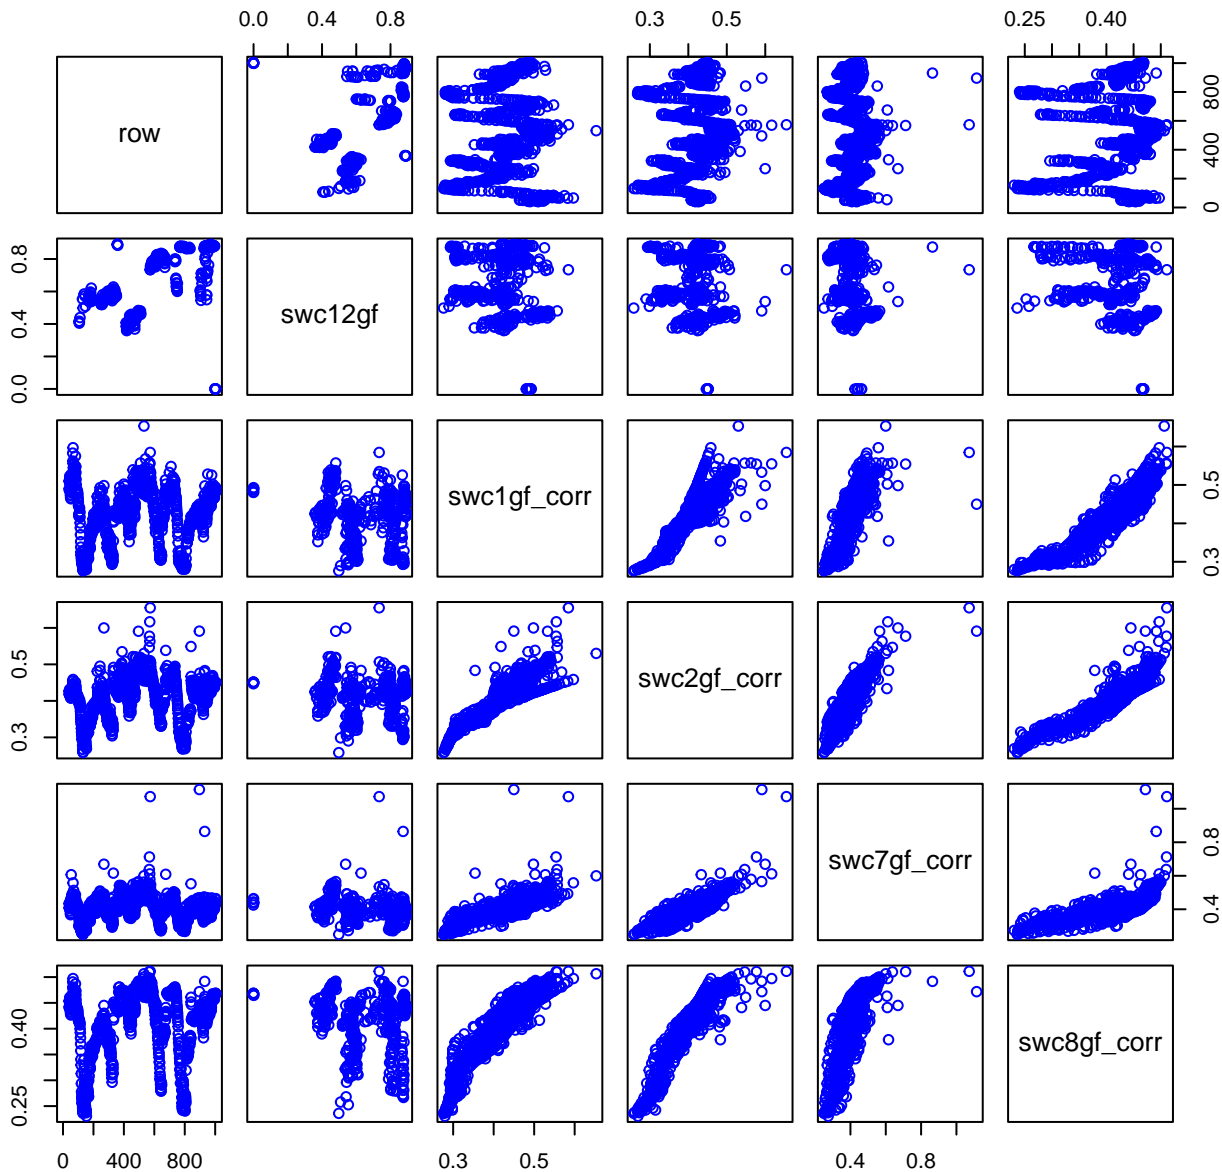 0.0 0.4 0.8 0.3 0.5 0.25 0.40
row 0 400 800
0.0 0.4 0.8 swc12gf
swc1gf_corr 0.3 0.5
0.3 0.5 swc2gf_corr
swc7gf_corr 0.4 0.8
0.25 0.40 swc8gf_corr
0 400 800 0.3 0.5 0.4 0.8